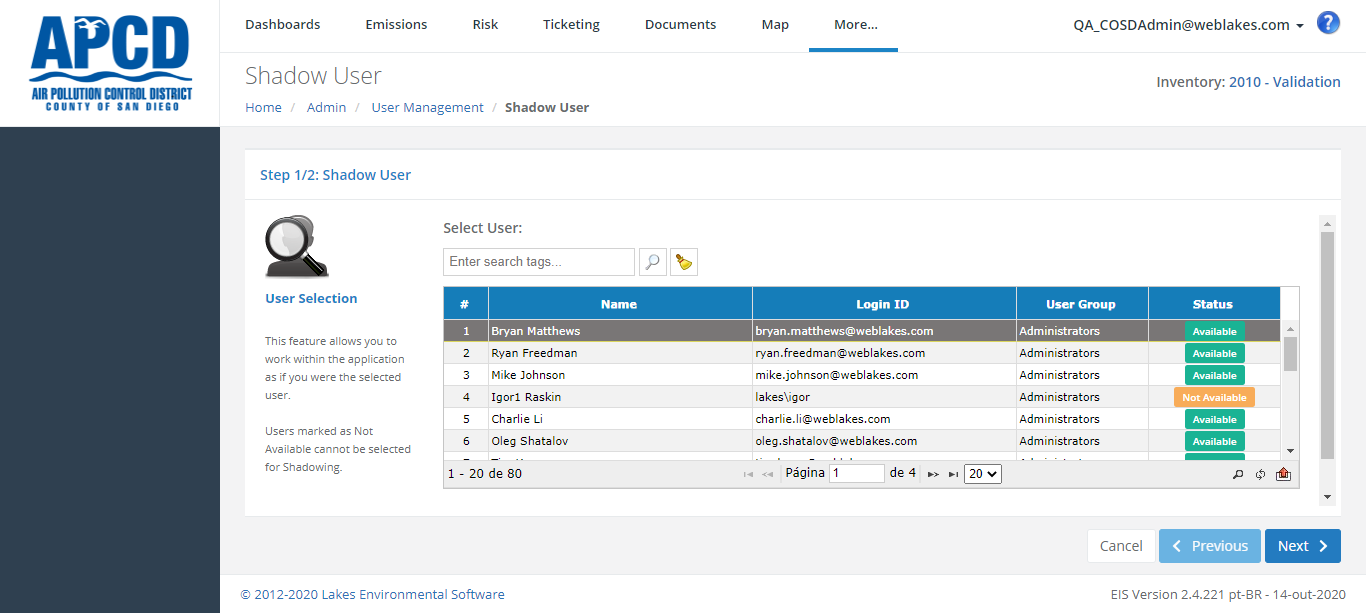 APCD
AIR POLLUTION CONTROL DISTRICT
COUNTY OF SAN DIEGO
Dashboards Emissions Risk Ticketing Documents Map More... QA_COSDAdmin@weblakes.com ?
Shadow User
Inventory: 2010 - Validation
Home / Admin / User Management / Shadow User
Step 1/2: Shadow User
User Selection
This feature allows you to
work within the application
as if you were the selected
user.
Users marked as Not
Available cannot be selected
for Shadowing.
Select User:
Enter search tags...
# Name Login ID User Group Status
1 Bryan Matthews bryan.matthews@weblakes.com Administrators Available
2 Ryan Freedman ryan.freedman@weblakes.com Administrators Available
3 Mike Johnson mike.johnson@weblakes.com Administrators Available
4 Igor1 Raskin lakes\igor Administrators Not Available
5 Charlie Li charlie.li@weblakes.com Administrators Available
6 Oleg Shatalov oleg.shatalov@weblakes.com Administrators Available
1 - 20 de 80 Página 1 de 4 20
Cancel Previous Next
© 2012-2020 Lakes Environmental Software EIS Version 2.4.221 pt-BR - 14-out-2020